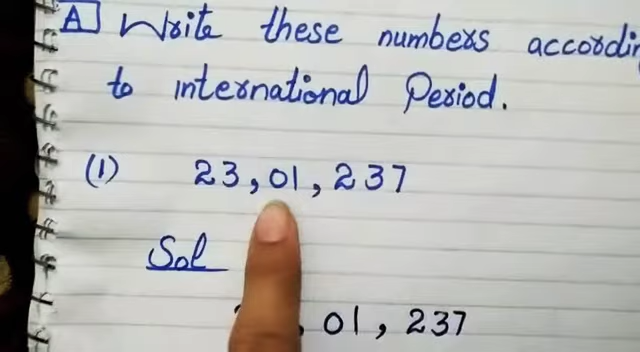 A Write these numbers
to international Period.
(1) 23,01,237
Sol
, 01, 237